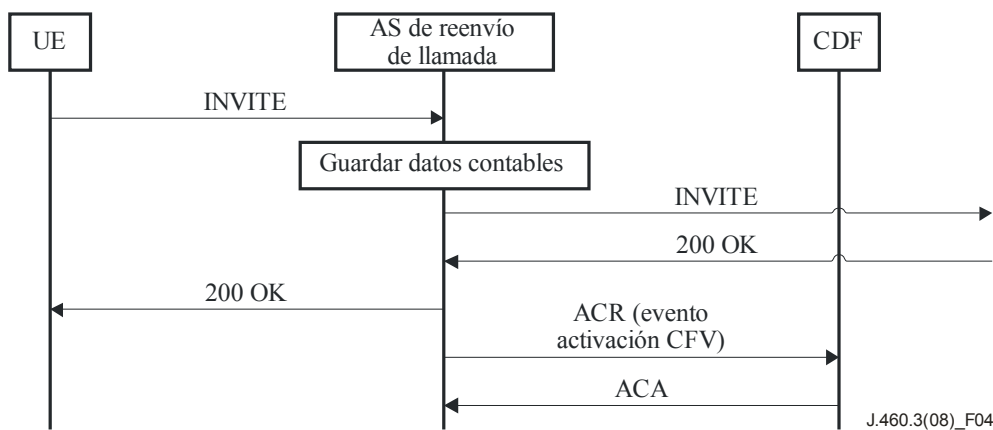 UE
AS de reenvío
de llamada
CDF
INVITE
Guardar datos contables
INVITE
200 OK
200 OK
ACR (evento
activación CFV)
ACA
J.460.3(08)_F04